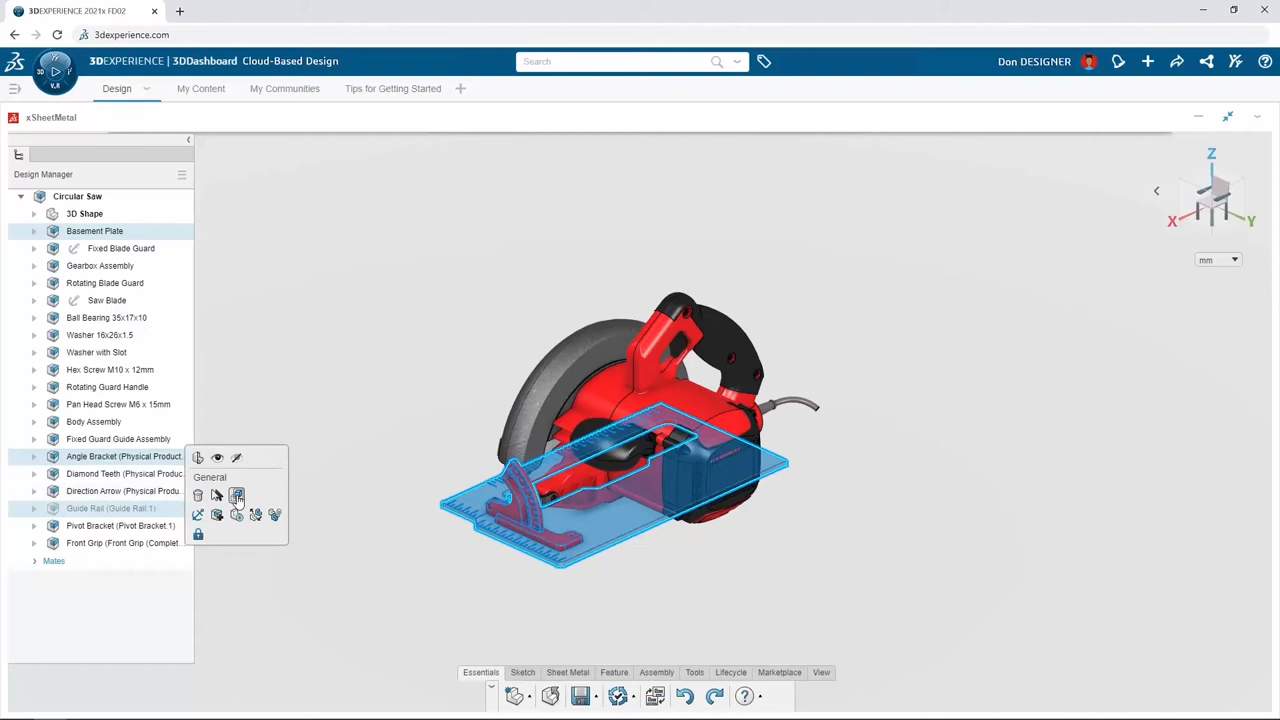 3DEXPERIENCE 2021x FD02
3dexperience.com
3DEXPERIENCE | 3DDashboard Cloud-Based Design
Search
Don DESIGNER
3D
V.R
Design
My Content
My Communities
Tips for Getting Started
xSheetMetal
Design Manager
Circular Saw
3D Shape
Basement Plate
Fixed Blade Guard
Gearbox Assembly
Rotating Blade Guard
Saw Blade
Ball Bearing 35x17x10
Washer 16x26x1.5
Washer with Slot
Hex Screw M10 x 12mm
Rotating Guard Handle
Pan Head Screw M6 x 15mm
Body Assembly
Fixed Guard Guide Assembly
Angle Bracket (Physical Product.
Diamond Teeth (Physical Produc.
Direction Arrow (Physical Produ.
Guide Rail (Guide Rail.1)
Pivot Bracket (Pivot Bracket.1)
Front Grip (Front Grip (Complet.
Mates
General
Z
X
Y
mm
Essentials
Sketch
Sheet Metal
Feature
Assembly
Tools
Lifecycle
Marketplace
View